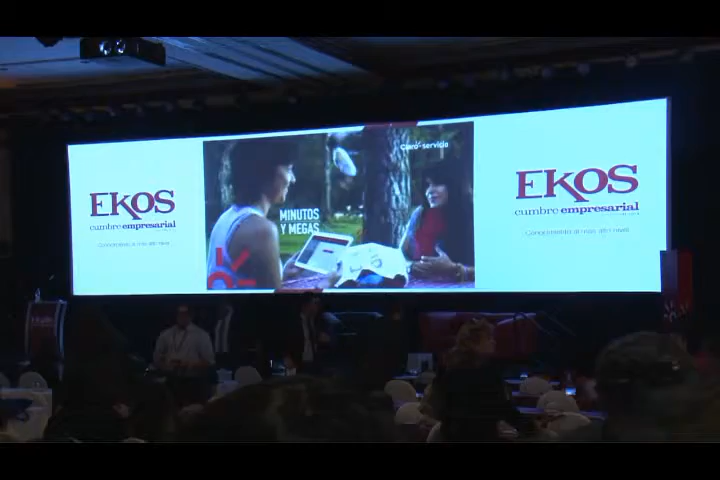 EKOS
cumbre empresarial
Claro servicio
MINUTOS
Y MEGAS
EKOS
cumbre empresarial